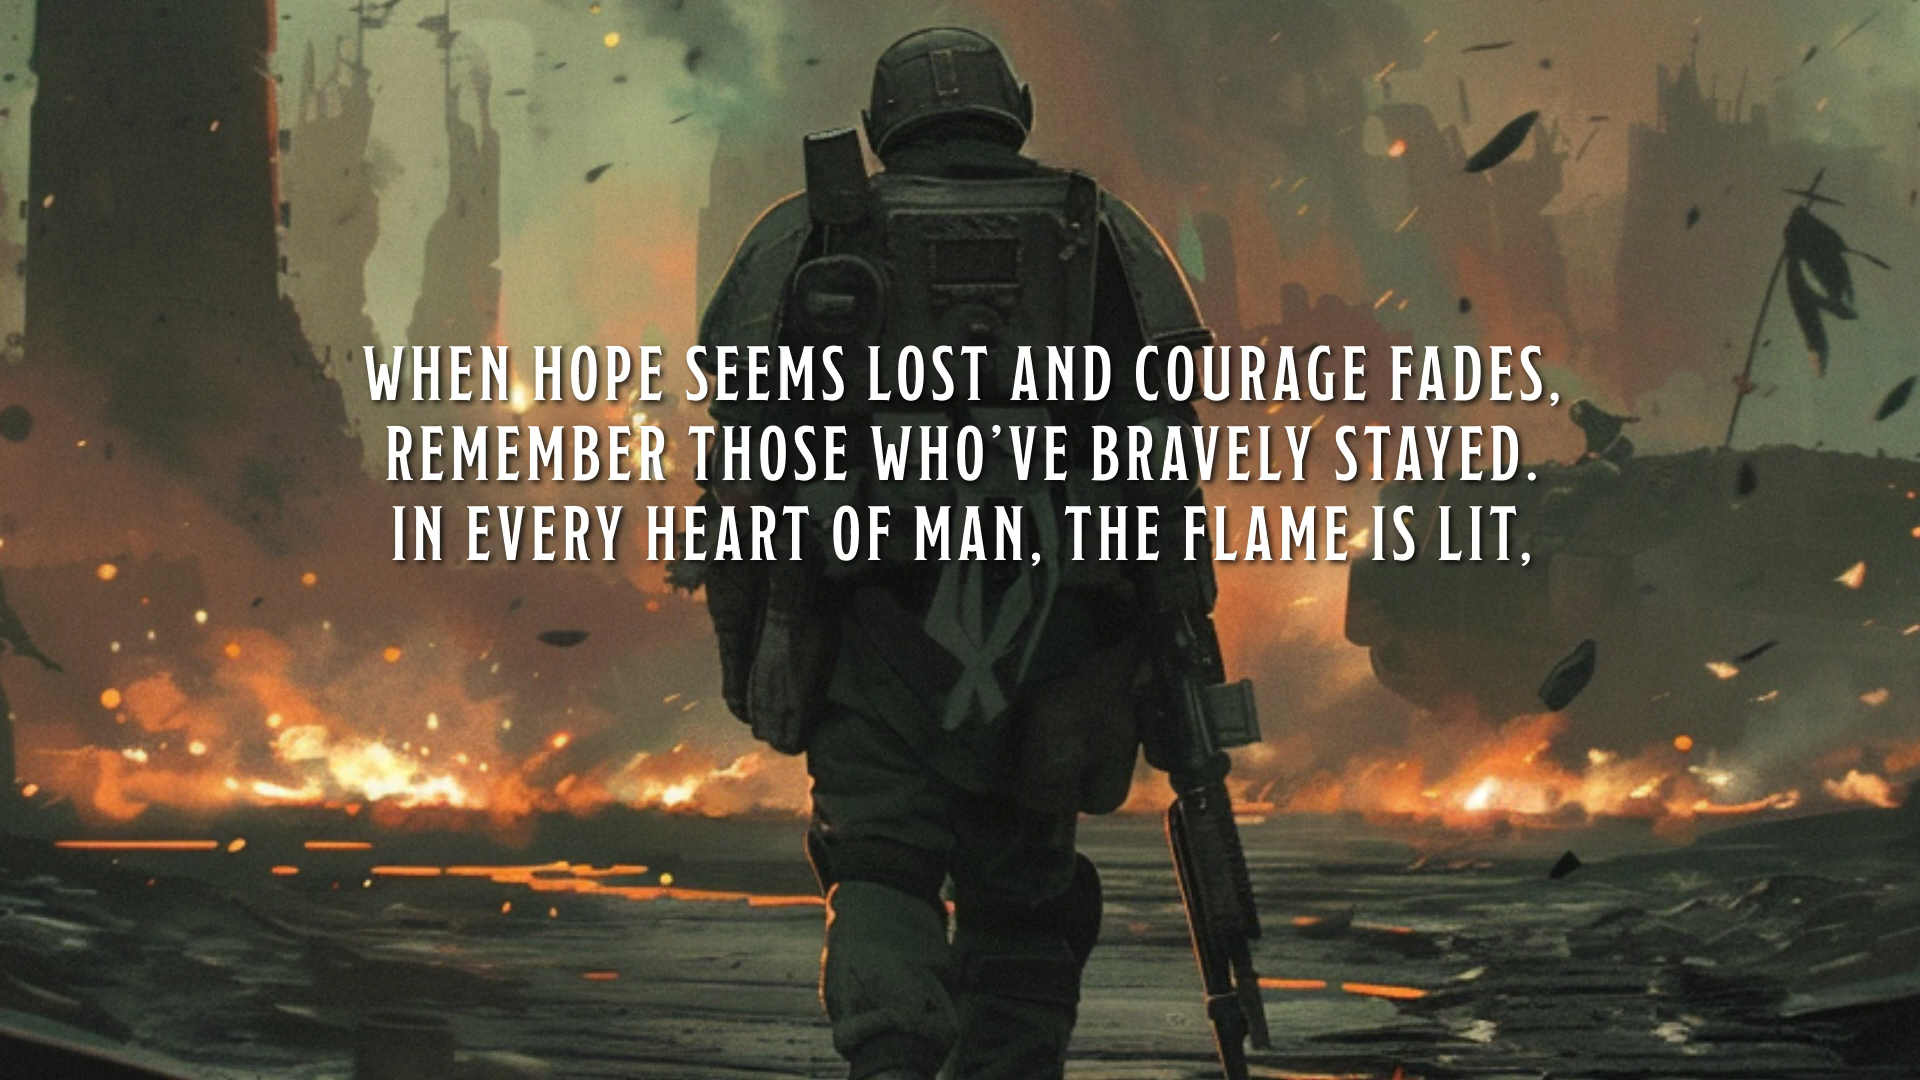 WHEN HOPE SEEMS LOST AND COURAGE FADES,
REMEMBER THOSE WHO’VE BRAVELY STAYED.
IN EVERY HEART OF MAN, THE FLAME IS LIT,